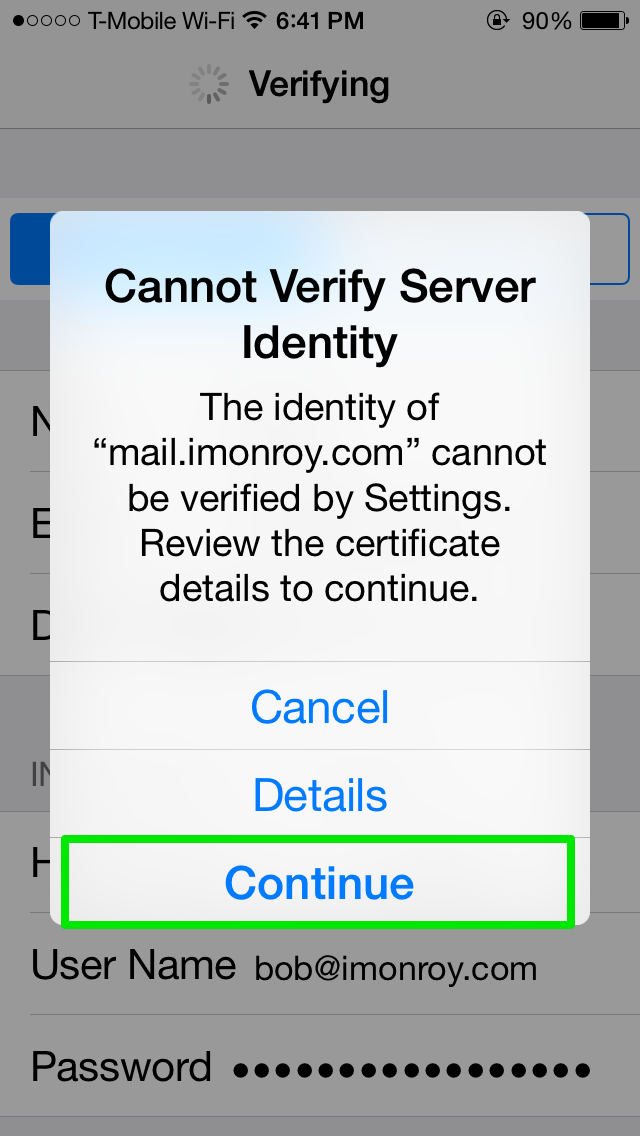 T-Mobile Wi-Fi 6:41 PM 90%
Verifying
Cannot Verify Server
Identity
The identity of
“mail.imonroy.com” cannot
be verified by Settings.
Review the certificate
details to continue.
Cancel
Details
Continue
User Name bob@imonroy.com
Password ●●●●●●●●●●●●●●●●●